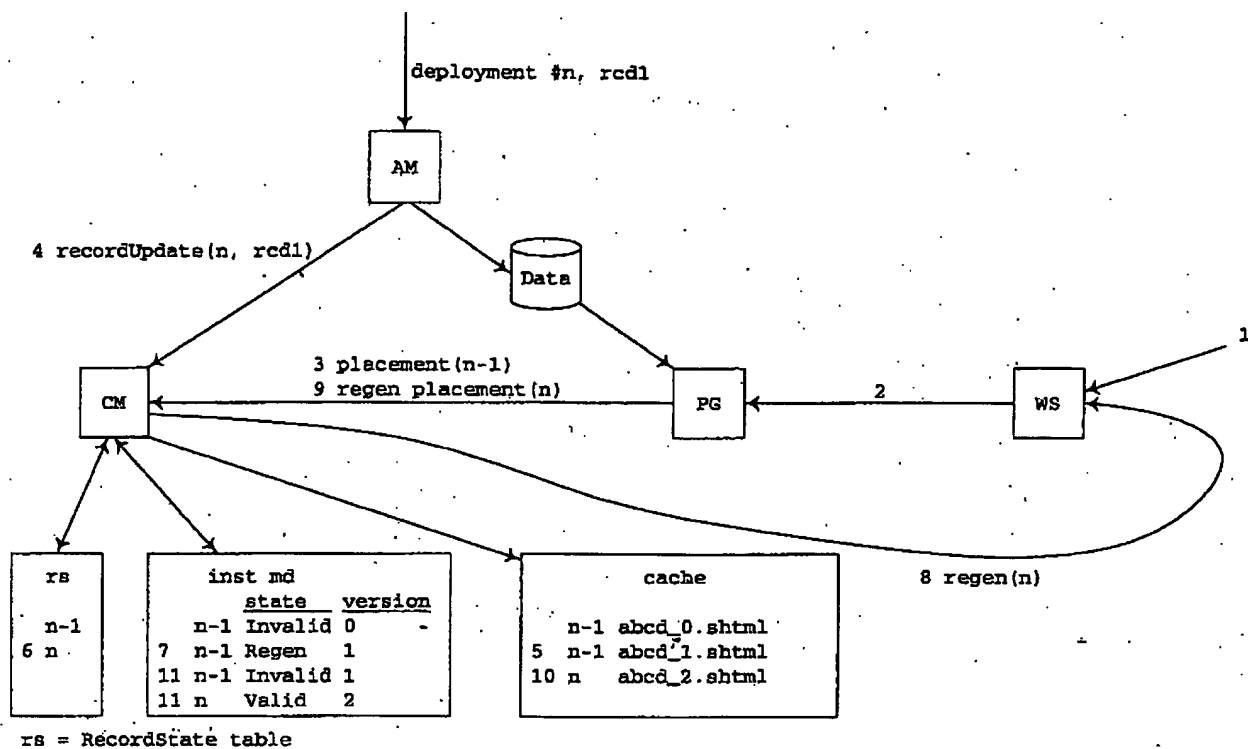 deployment #n, rcd1
AM
4 recordUpdate(n, rcd1)
Data
1
3 placement(n-1)
9 regen placement(n)
CM
PG
2
WS
rs
n-1
6 n
inst md
state version
n-1 Invalid 0 -
7 n-1 Regen 1
11 n-1 Invalid 1
11 n Valid 2
cache
n-1 abcd_0.shtml
5 n-1 abcd_1.shtml
10 n abcd_2.shtml
8 regen(n)
rs = RecordState table